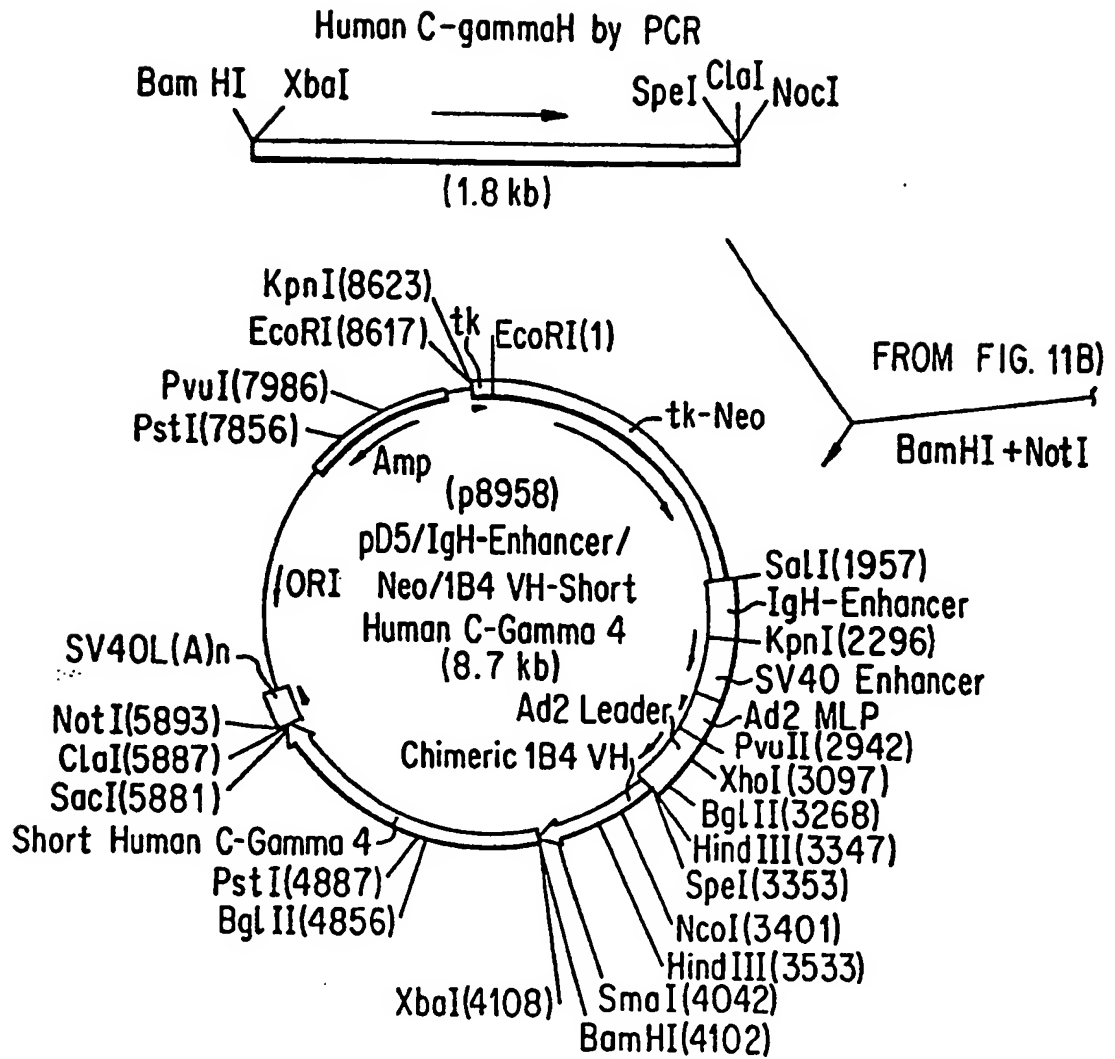 Human C-gammaH by PCR
Bam HI XbaI
SpeI ClaI NocI
(1.8 kb)
KpnI(8623)
EcoRI(8617)
tk
EcoRI(1)
PvuI(7986)
PstI(7856)
FROM FIG. 11B)
BamHI+NotI
tk-Neo
Amp
(p8958)
pD5/IgH-Enhancer/
Neo/1B4 VH-Short
Human C-Gamma 4
(8.7 kb)
ORI
SalI(1957)
IgH-Enhancer
KpnI(2296)
SV40 Enhancer
Ad2 MLP
PvuII(2942)
XhoI(3097)
BglII(3268)
HindIII(3347)
SpeI(3353)
NcoI(3401)
HindIII(3533)
SmaI(4042)
BamHI(4102)
XbaI(4108)
Ad2 Leader
Chimeric 1B4 VH
SV40L(A)n
NotI(5893)
ClaI(5887)
SacI(5881)
Short Human C-Gamma 4
PstI(4887)
BglII(4856)